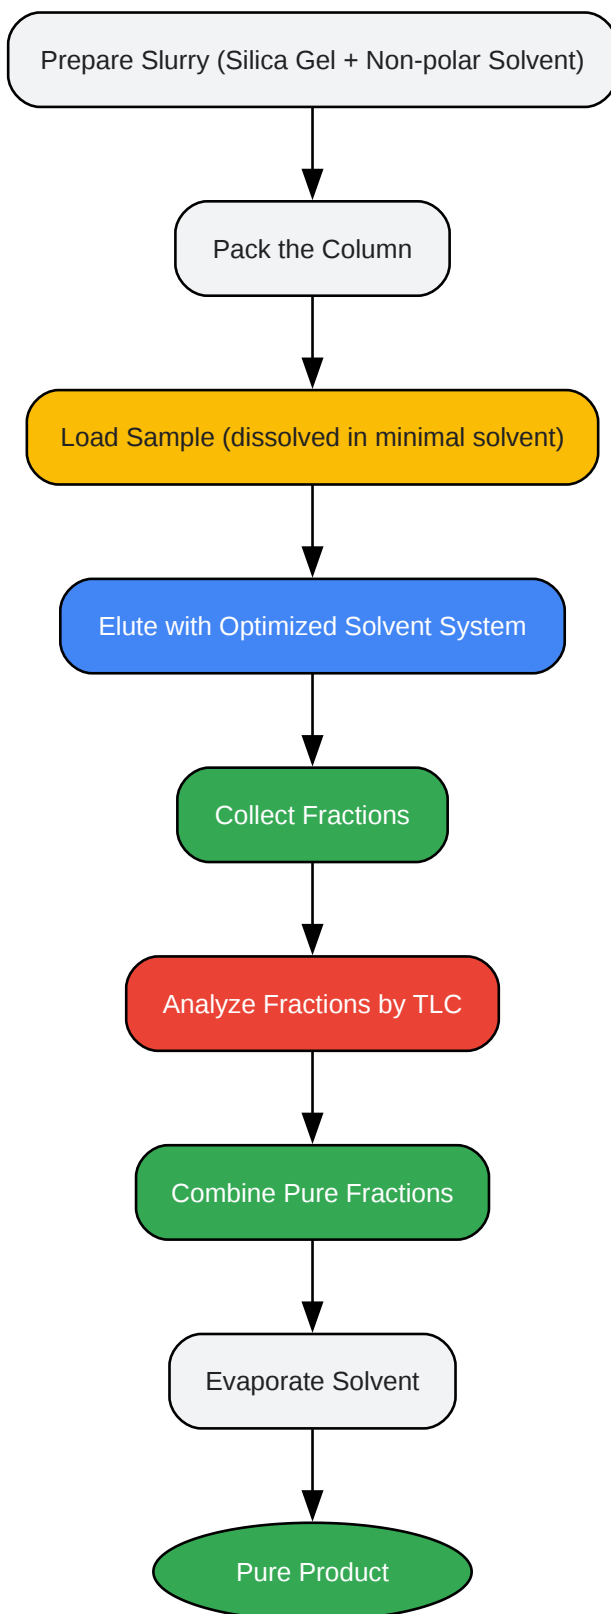 Prepare Slurry (Silica Gel + Non-polar Solvent)
Pack the Column
Load Sample (dissolved in minimal solvent)
Elute with Optimized Solvent System
Collect Fractions
Analyze Fractions by TLC
Combine Pure Fractions
Evaporate Solvent
Pure Product